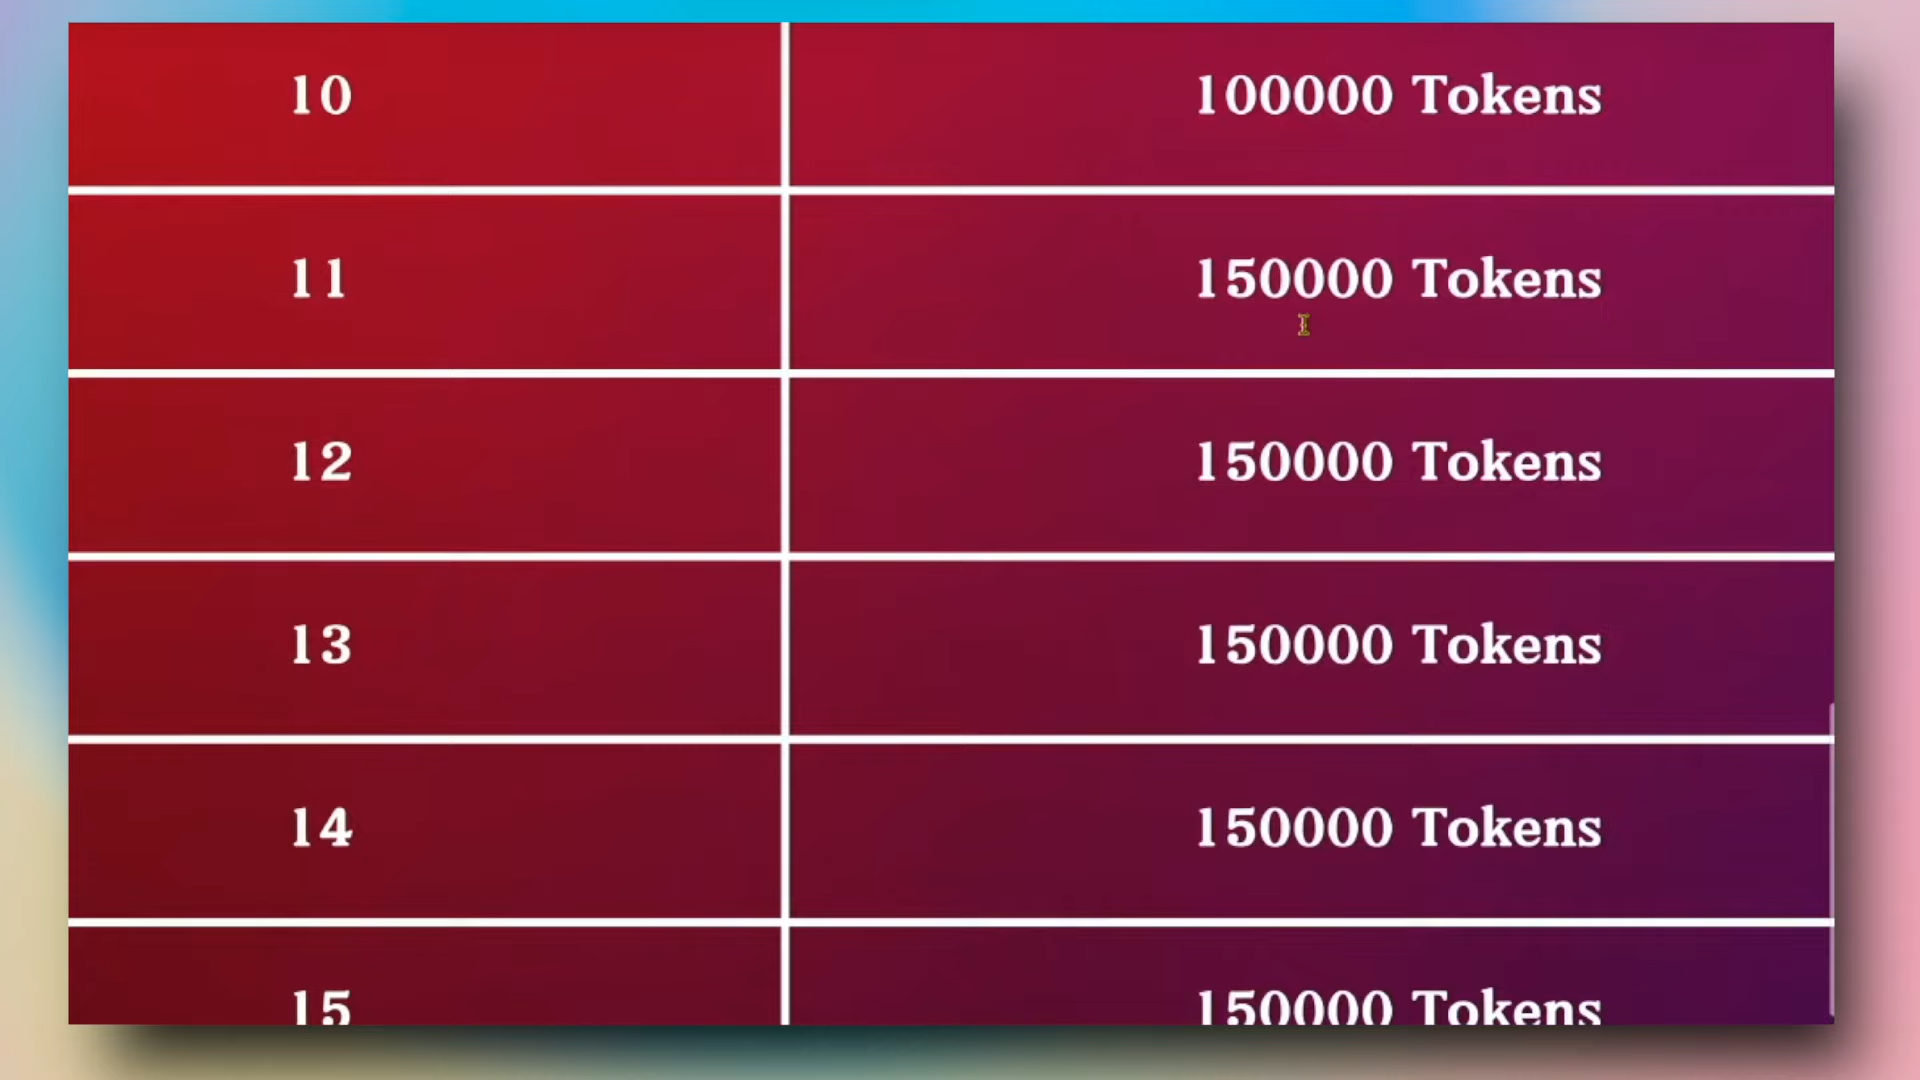 10 100000 Tokens
11 150000 Tokens
12 150000 Tokens
13 150000 Tokens
14 150000 Tokens
15 150000 Tokens